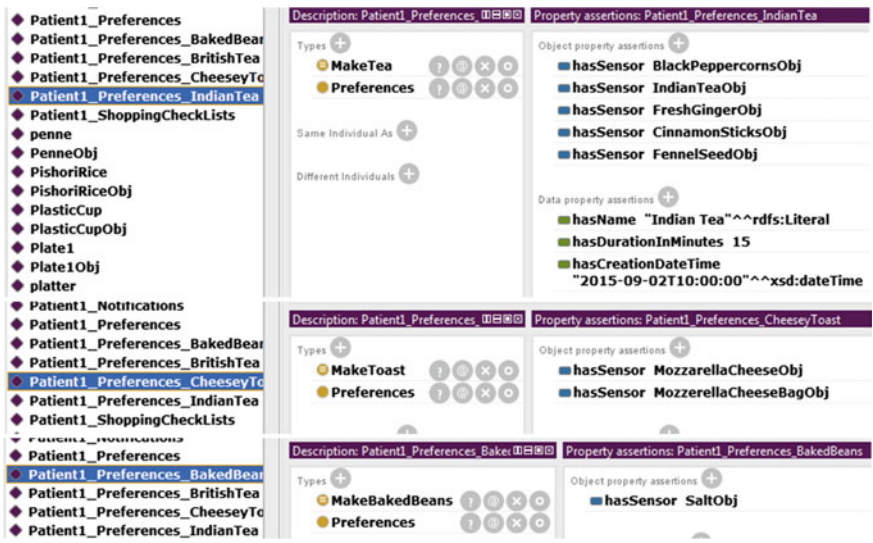 Patient1_Preferences
Patient1_Preferences_BakedBear
Patient1_Preferences_BritishTea
Patient1_Preferences_CheeseyTo
Patient1_Preferences_IndianTea
Patient1_ShoppingCheckLists
penne
PenneObj
PishoriRice
PishoriRiceObj
PlasticCup
PlasticCupObj
Plate1
Plate1Obj
platter
Description: Patient1_Preferences_
Types
MakeTea
Preferences
Same Individual As
Different Individuals
Property assertions: Patient1_Preferences_IndianTea
Object property assertions
hasSensor BlackPeppercornsObj
hasSensor IndianTeaObj
hasSensor FreshGingerObj
hasSensor CinnamonSticksObj
hasSensor FennelSeedObj
Data property assertions
hasName "Indian Tea"^^rdfs:Literal
hasDurationInMinutes 15
hasCreationDateTime
"2015-09-02T10:00:00"^^xsd:dateTime
Patient1_Notifications
Patient1_Preferences
Patient1_Preferences_BakedBear
Patient1_Preferences_BritishTea
Patient1_Preferences_CheeseyTo
Patient1_Preferences_IndianTea
Patient1_ShoppingCheckLists
Description: Patient1_Preferences_
Types
MakeToast
Preferences
Property assertions: Patient1_Preferences_CheeseyToast
Object property assertions
hasSensor MozzarellaCheeseObj
hasSensor MozzerellaCheeseBagObj
Patient1_Notifications
Patient1_Preferences
Patient1_Preferences_BakedBear
Patient1_Preferences_BritishTea
Patient1_Preferences_CheeseyTo
Patient1_Preferences_IndianTea
Description: Patient1_Preferences_Baked
Types
MakeBakedBeans
Preferences
Property assertions: Patient1_Preferences_BakedBeans
Object property assertions
hasSensor SaltObj